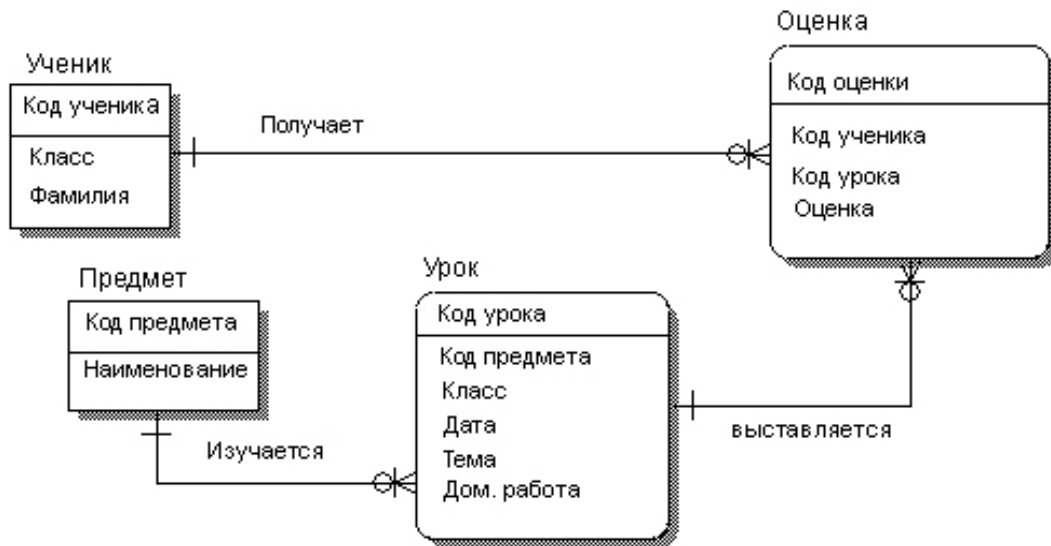 Ученик
Код ученика
Класс
Фамилия
Получает
Оценка
Код оценки
Код ученика
Код урока
Оценка
Предмет
Код предмета
Наименование
Изучается
Урок
Код урока
Код предмета
Класс
Дата
Тема
Дом. работа
выставляется